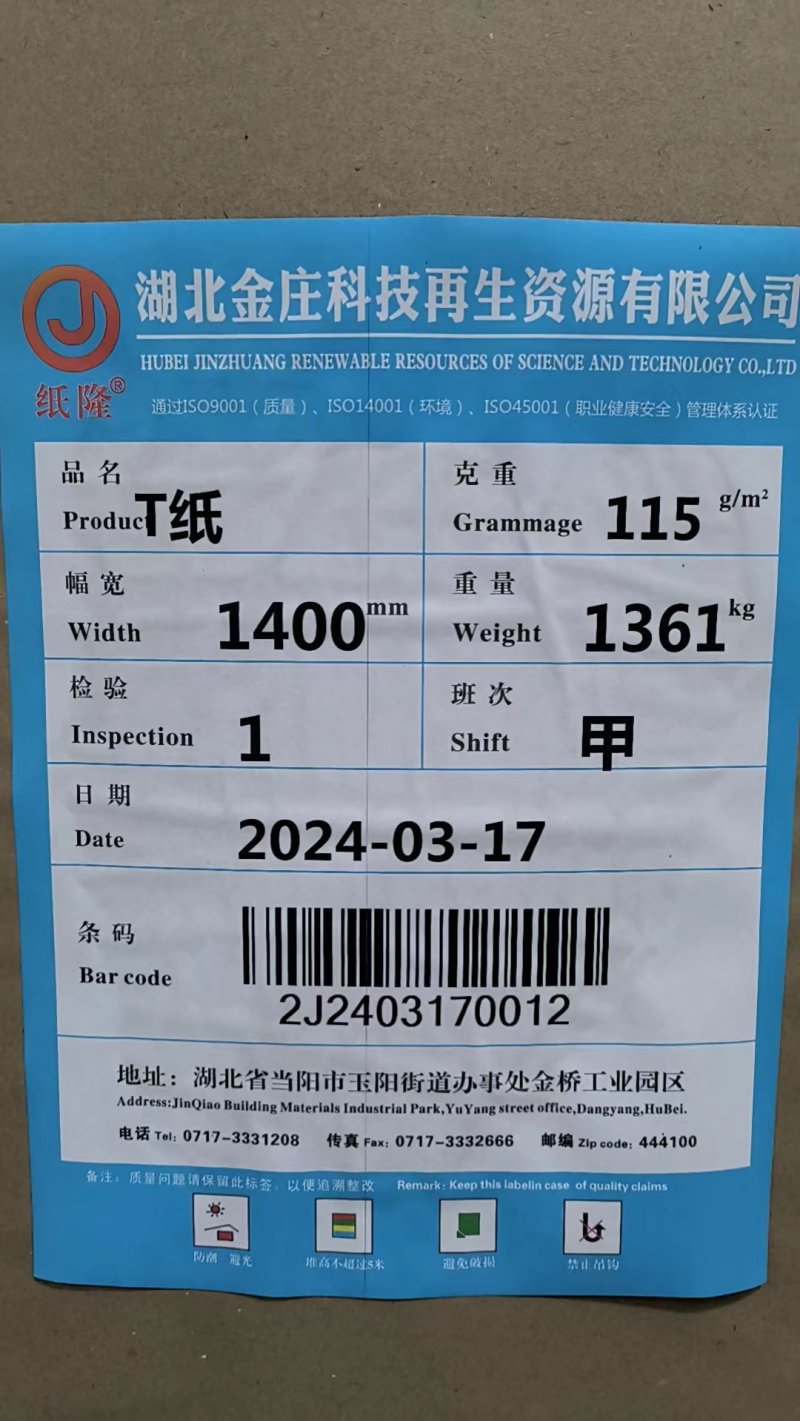 湖北金庄科技再生资源有限公司
HUBEI JINZHUANG RENEWABLE RESOURCES OF SCIENCE AND TECHNOLOGY CO.,LTD
纸隆®
通过ISO9001（质量）、ISO14001（环境）、ISO45001（职业健康安全）管理体系认证
品名
Product T纸
克重
Grammage 115 g/m²
幅宽
Width 1400 mm
重量
Weight 1361 kg
检验
Inspection 1
班次
Shift 甲
日期
Date 2024-03-17
条码
Bar code
2J2403170012
地址：湖北省当阳市玉阳街道办事处金桥工业园区
Address:JinQiao Building Materials Industrial Park,YuYang street office,Dangyang,HuBei.
电话 Tel: 0717-3331208 传真 Fax: 0717-3332666 邮编 Zip code: 444100
备注：质量问题请保留此标签，以便追溯整改 Remark: Keep this labelin case of quality claims
防潮 避光 堆高不超过5米 避免破损 禁止吊钩